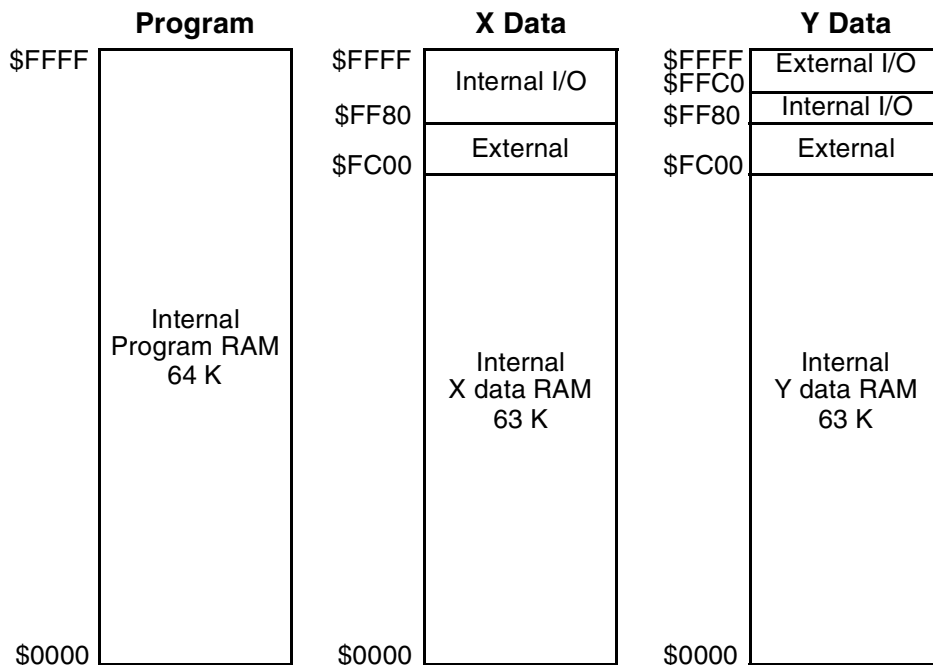 Program
$FFFF
Internal
Program RAM
64 K
$0000
X Data
$FFFF
Internal I/O
$FF80
External
$FC00
Internal
X data RAM
63 K
$0000
Y Data
$FFFF
External I/O
$FFC0
Internal I/O
$FF80
External
$FC00
Internal
Y data RAM
63 K
$0000